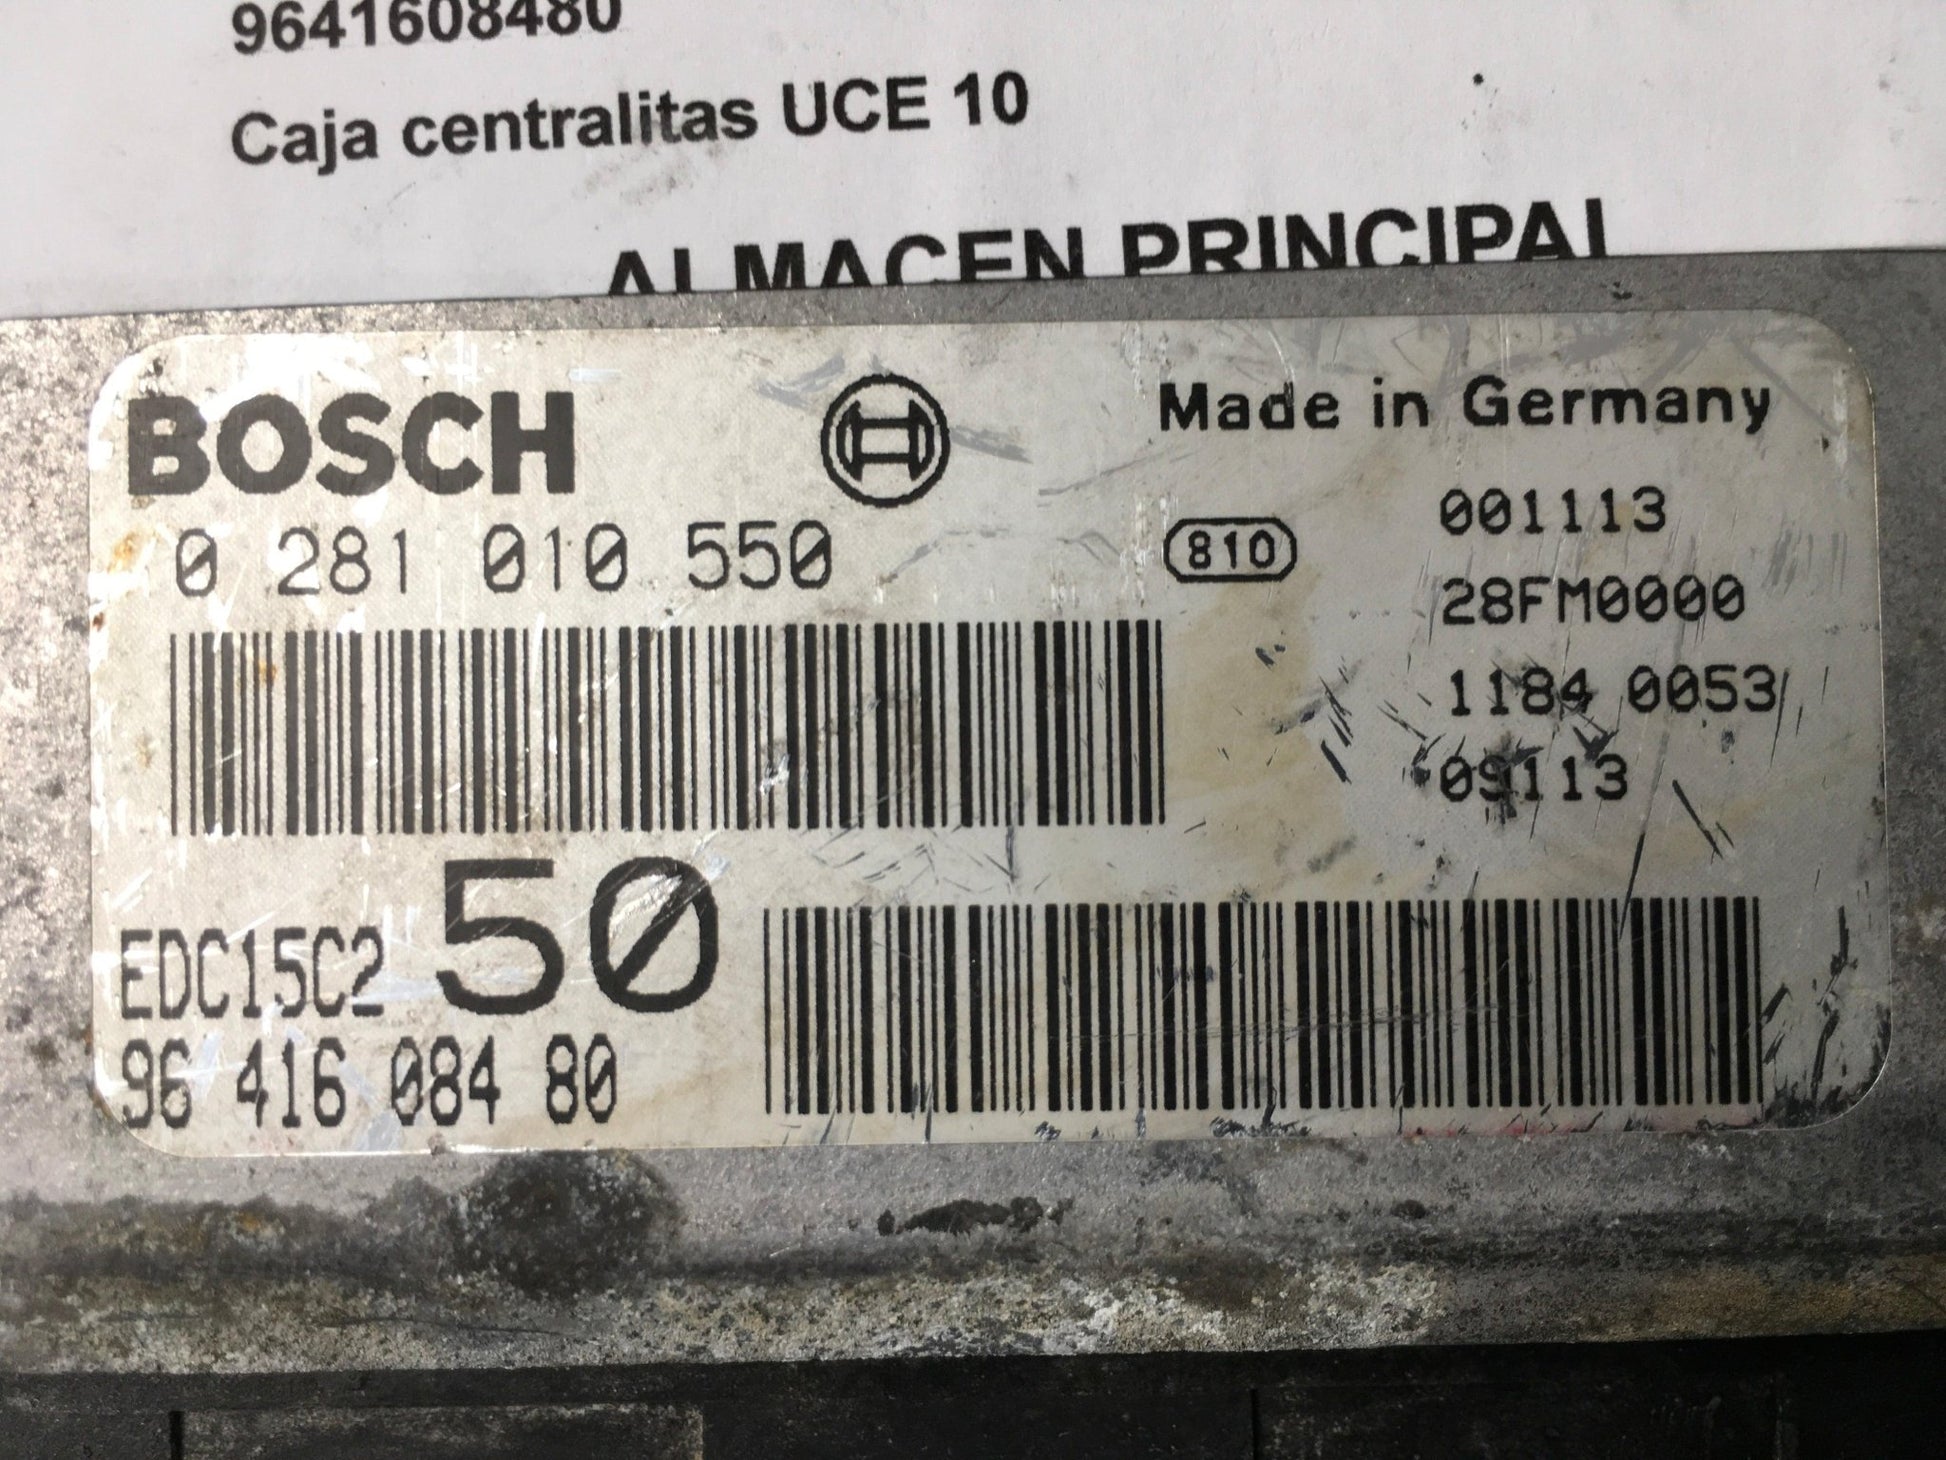 9641608480
Caja centralitas UCE 10
ALMACEN PRINCIPAL
BOSCH
Made in Germany
0 281 010 550
810
001113
28FM0000
1184 0053
09113
EDC15C2 50
96 416 084 80